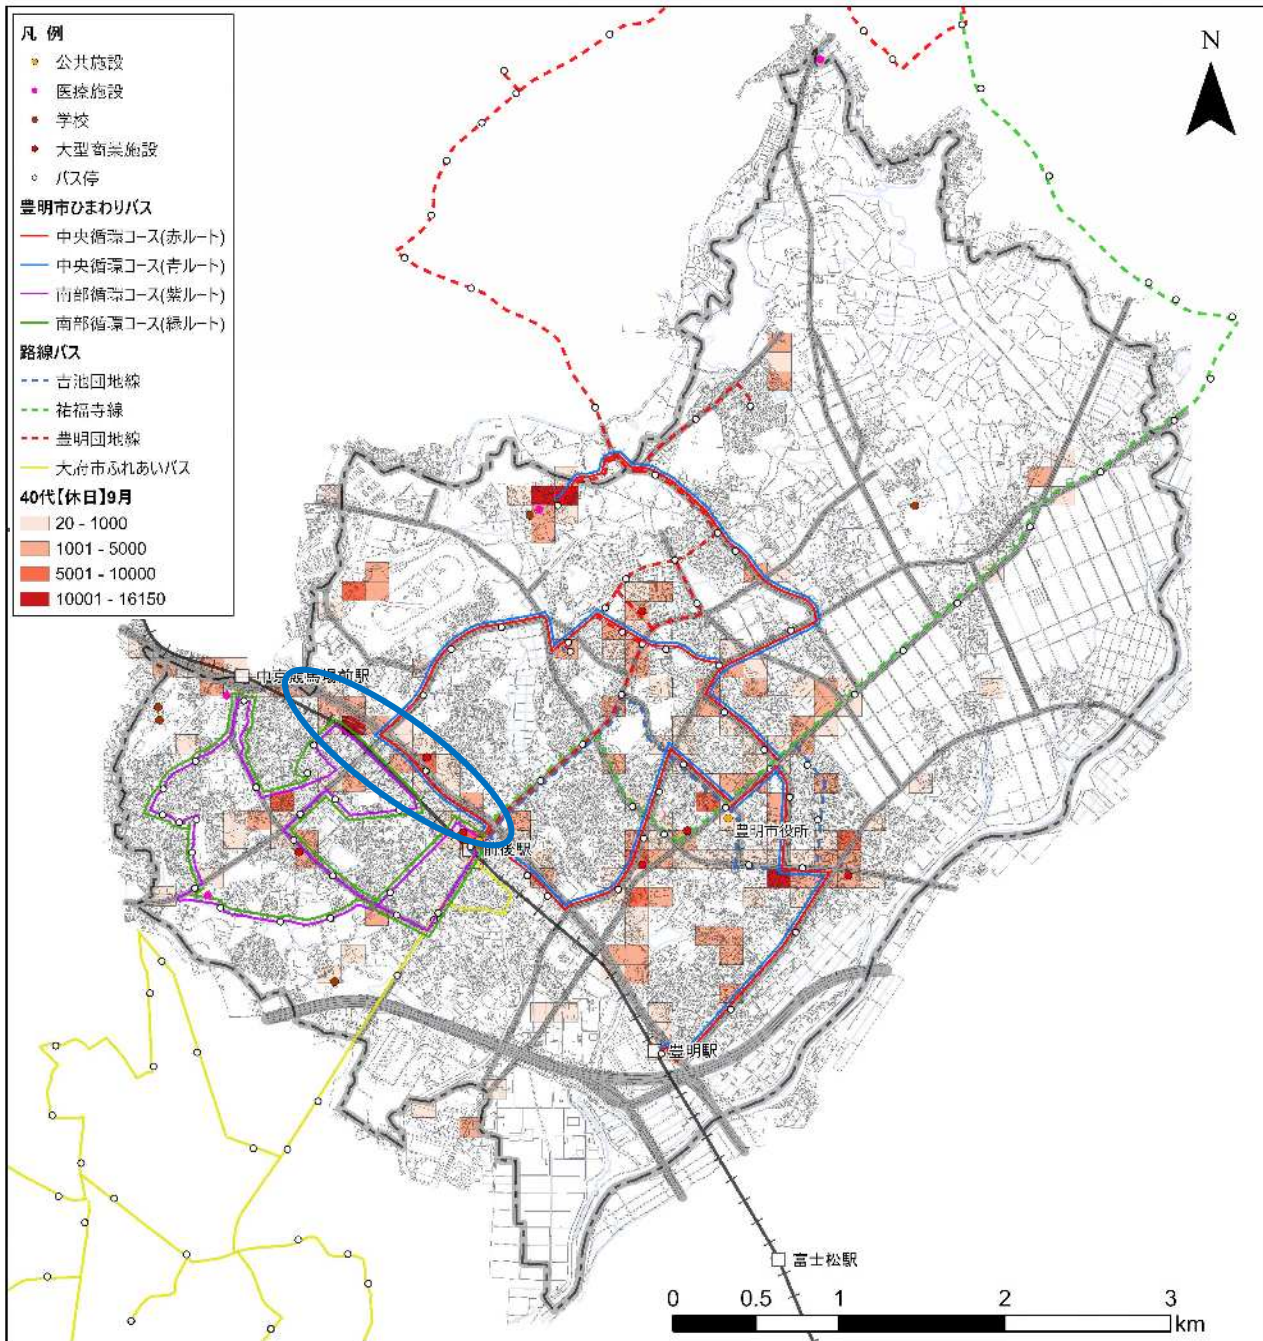 凡 例
公共施設
医療施設
学校
大型商業施設
バス停
豊明市ひまわりバス
中央循環コース(赤ルート)
中央循環コース(青ルート)
南部循環コース(紫ルート)
南部循環コース(緑ルート)
路線バス
吉池団地線
祐福寺線
豊明団地線
大府市ふれあいバス
40代【休日】9月
20 - 1000
1001 - 5000
5001 - 10000
10001 - 16150
N
中京競馬場前駅
前後駅
豊明市役所
豊明駅
富士松駅
0 0.5 1 2 3
km